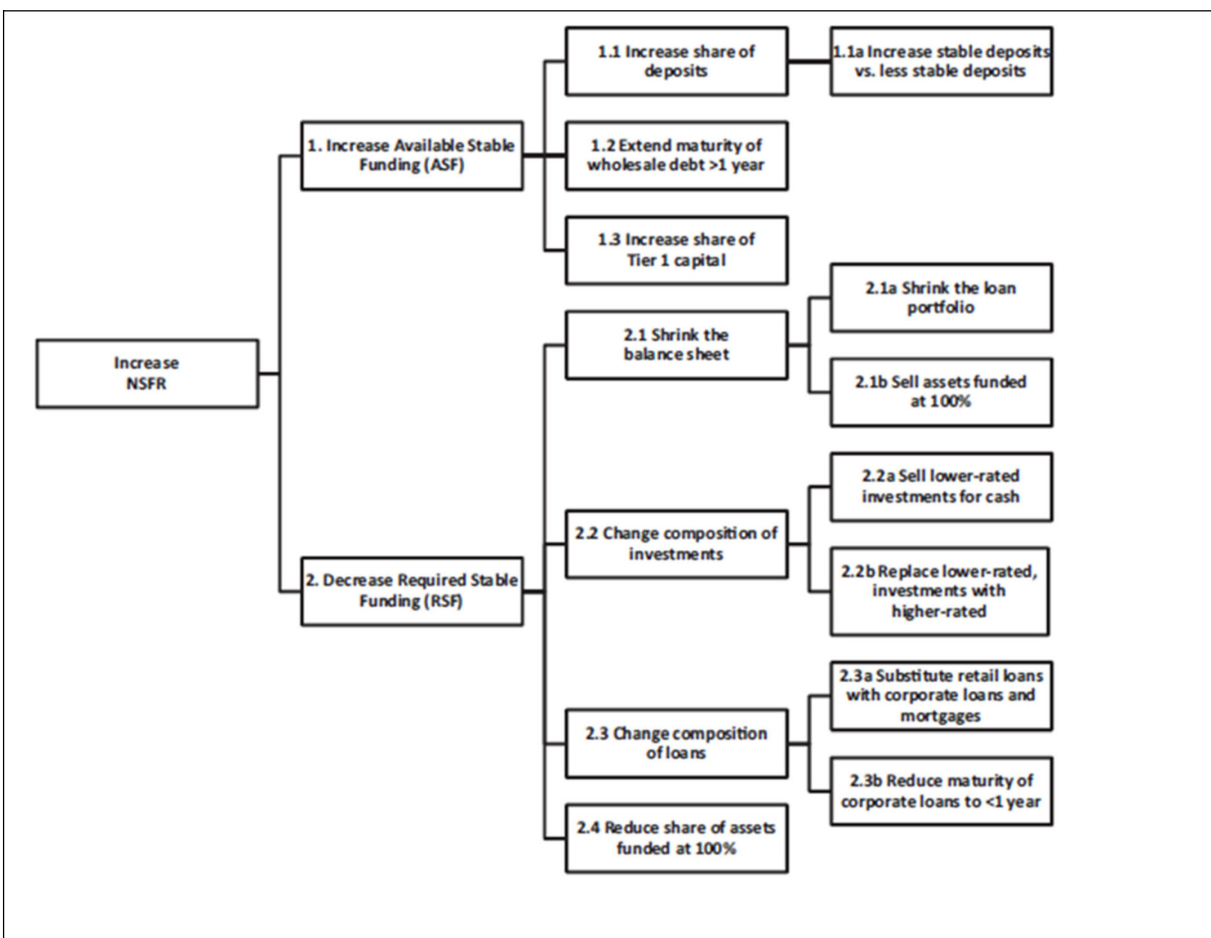 Increase
NSFR
1. Increase Available Stable
Funding (ASF)
1.1 Increase share of
deposits
1.1a Increase stable deposits
vs. less stable deposits
1.2 Extend maturity of
wholesale debt >1 year
1.3 Increase share of
Tier 1 capital
2. Decrease Required Stable
Funding (RSF)
2.1 Shrink the
balance sheet
2.1a Shrink the loan
portfolio
2.1b Sell assets funded
at 100%
2.2 Change composition of
investments
2.2a Sell lower-rated
investments for cash
2.2b Replace lower-rated,
investments with
higher-rated
2.3 Change composition
of loans
2.3a Substitute retail loans
with corporate loans and
mortgages
2.3b Reduce maturity of
corporate loans to <1 year
2.4 Reduce share of assets
funded at 100%